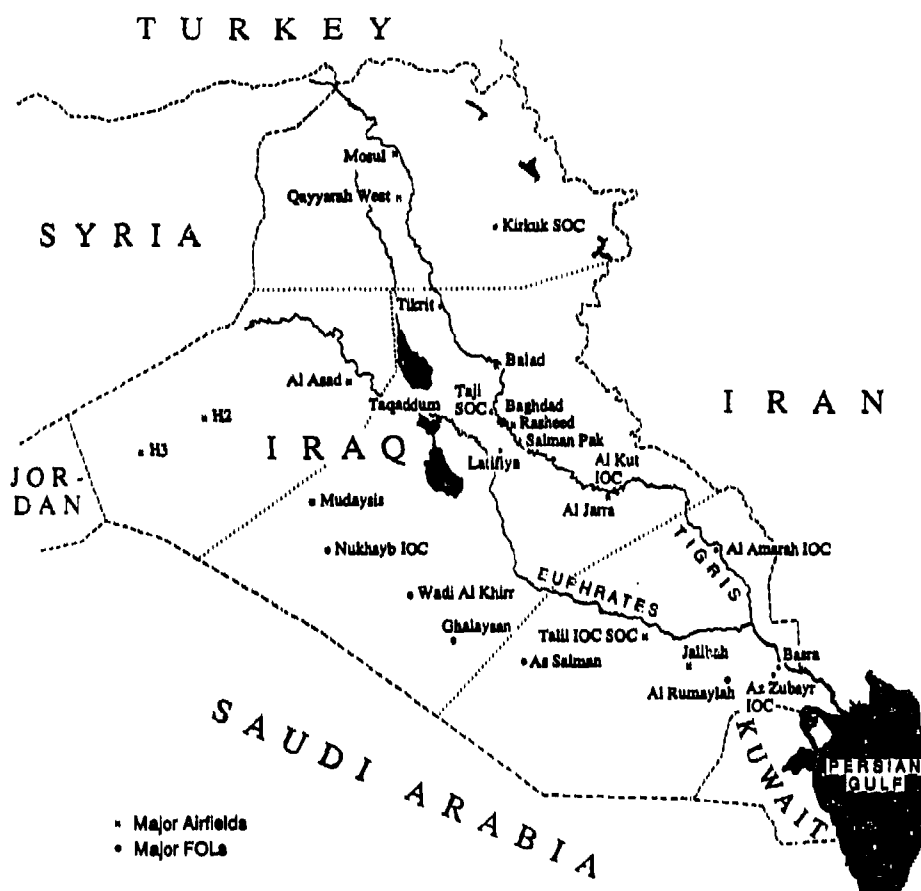 TURKEY
Mosul
Qayyarah West
SYRIA
Kirkuk SOC
Tikrit
Balad
Al Asad
Taji
SOC
IRAN
Taqaddum
Baghdad
H2
Rasheed
Salman Pak
H3
IRAQ
Latifiya
Al Kut
IOC
JOR-
DAN
Mudaysis
Al Jarra
Nukhayb IOC
TIGRIS
Al Amarah IOC
EUPHRATES
Wadi Al Khirr
Ghalaysan
Talil IOC SOC
As Salman
Jalibah
Basra
Al Rumaylah
Az Zubayr
IOC
SAUDI ARABIA
KUWAIT
PERSIAN
GULF
× Major Airfields
• Major FOLs